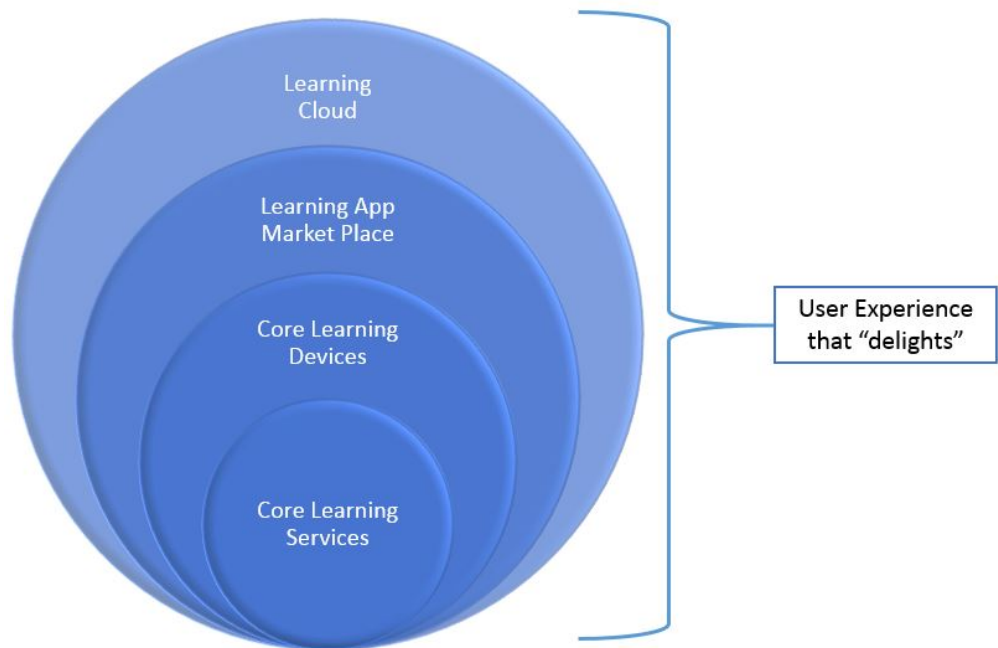 Learning
Cloud
Learning App
Market Place
Core Learning
Devices
Core Learning
Services
User Experience
that “delights”